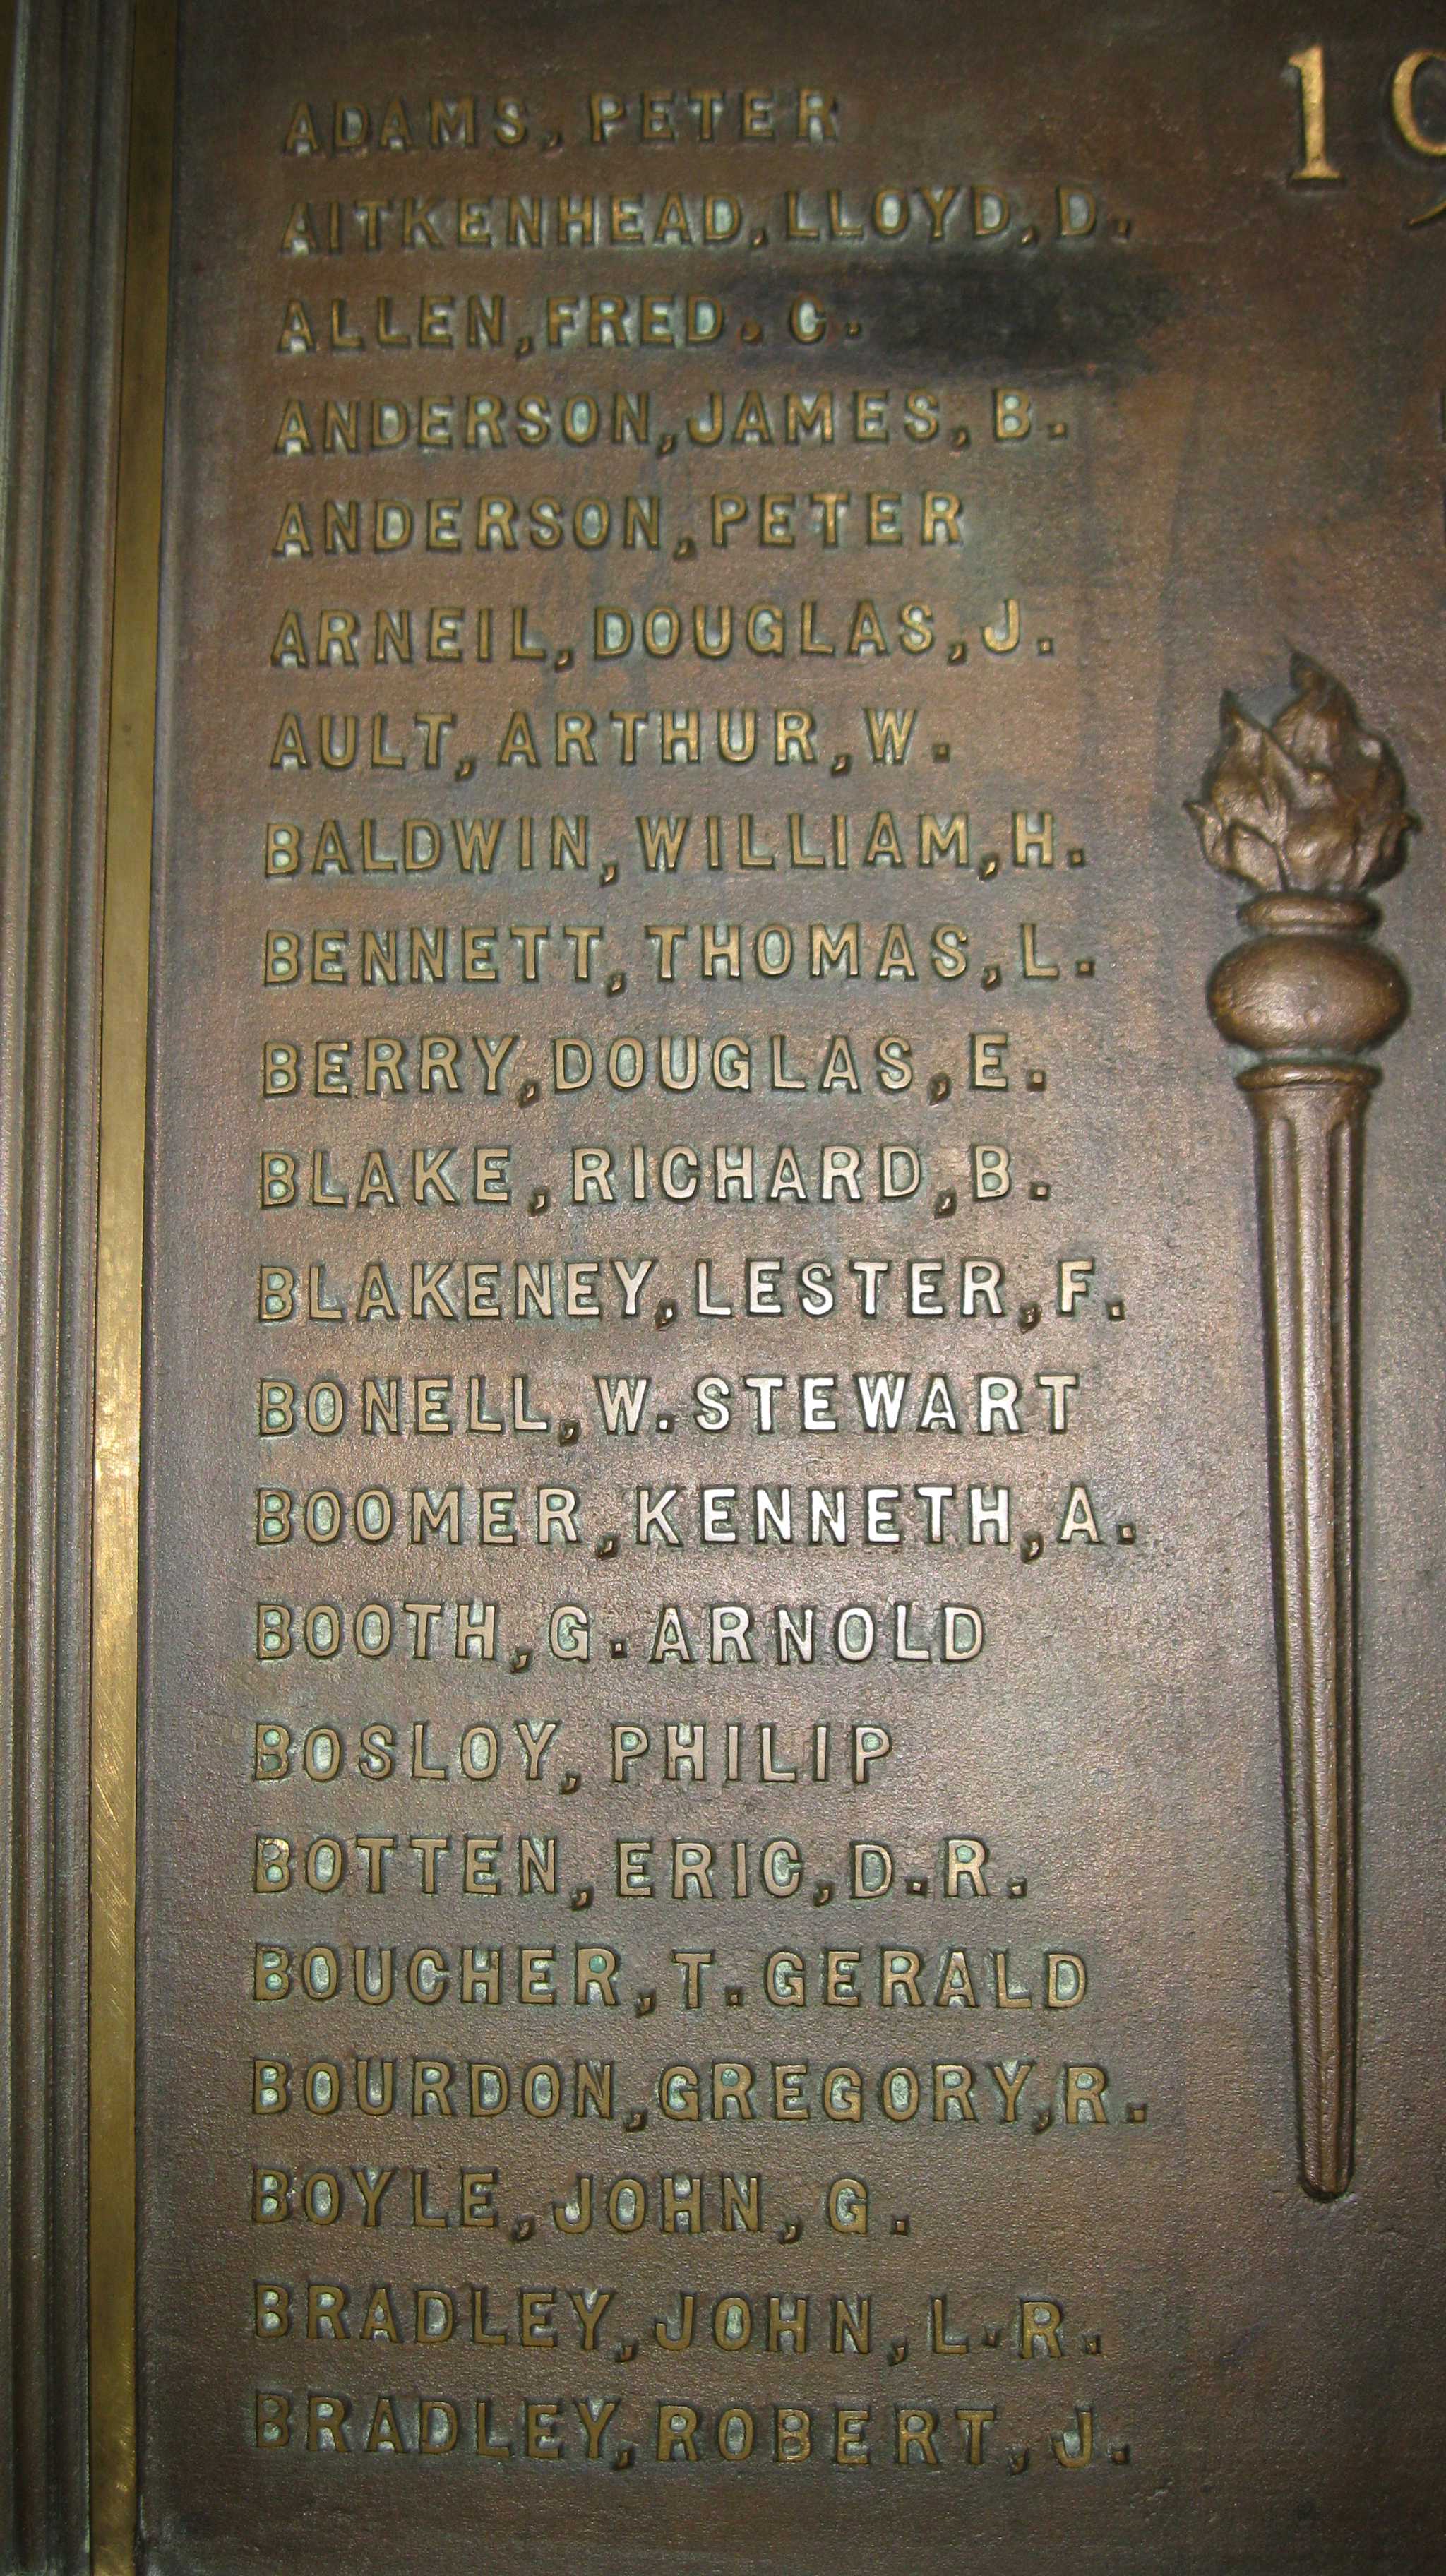 19
ADAMS, PETER
AITKENHEAD, LLOYD, D.
ALLEN, FRED. C.
ANDERSON, JAMES, B.
ANDERSON, PETER
ARNEIL, DOUGLAS, J.
AULT, ARTHUR, W.
BALDWIN, WILLIAM, H.
BENNETT, THOMAS, L.
BERRY, DOUGLAS, E.
BLAKE, RICHARD, B.
BLAKENEY, LESTER, F.
BONELL, W. STEWART
BOOMER, KENNETH, A.
BOOTH, G. ARNOLD
BOSLOY, PHILIP
BOTTEN, ERIC, D.R.
BOUCHER, T. GERALD
BOURDON, GREGORY, R.
BOYLE, JOHN, G.
BRADLEY, JOHN, L.R.
BRADLEY, ROBERT, J.